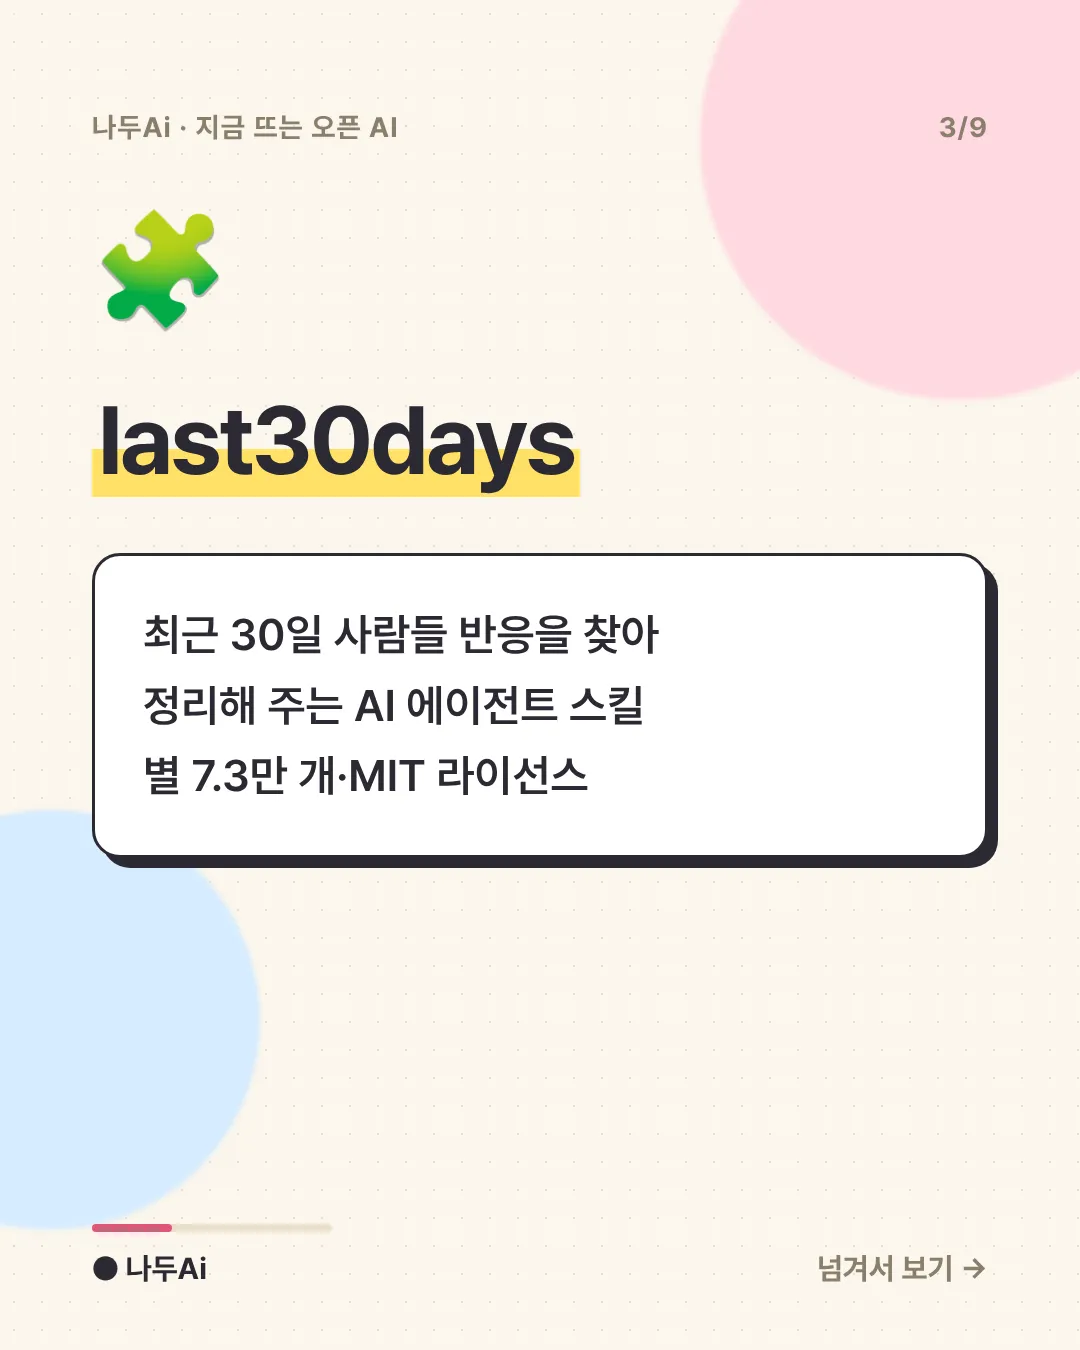 나두Ai · 지금 뜨는 오픈 AI
3/9
last30days
최근 30일 사람들 반응을 찾아
정리해 주는 AI 에이전트 스킬
별 7.3만 개·MIT 라이선스
● 나두Ai
넘겨서 보기 →